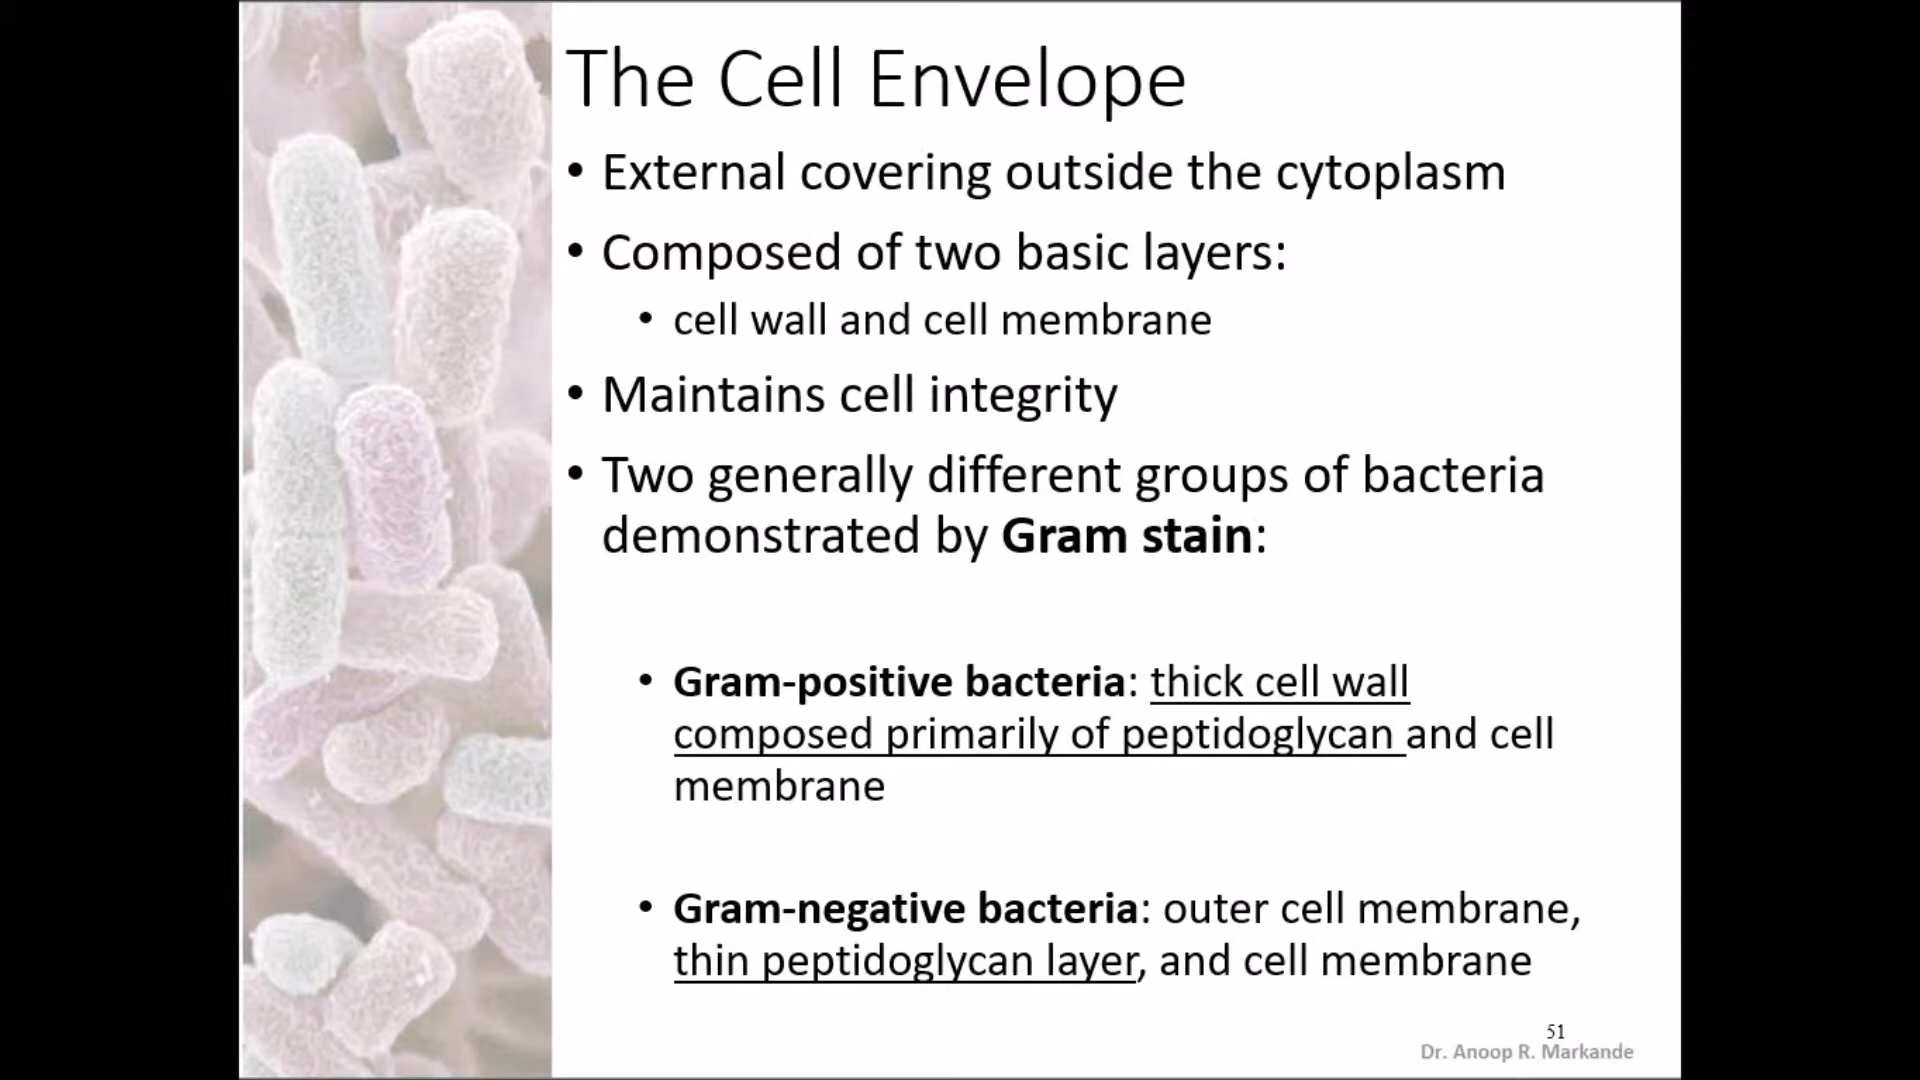 The Cell Envelope
• External covering outside the cytoplasm
• Composed of two basic layers:
• cell wall and cell membrane
• Maintains cell integrity
• Two generally different groups of bacteria
demonstrated by Gram stain:
• Gram-positive bacteria: thick cell wall
composed primarily of peptidoglycan and cell
membrane
• Gram-negative bacteria: outer cell membrane,
thin peptidoglycan layer, and cell membrane
51
Dr. Anoop R. Markande